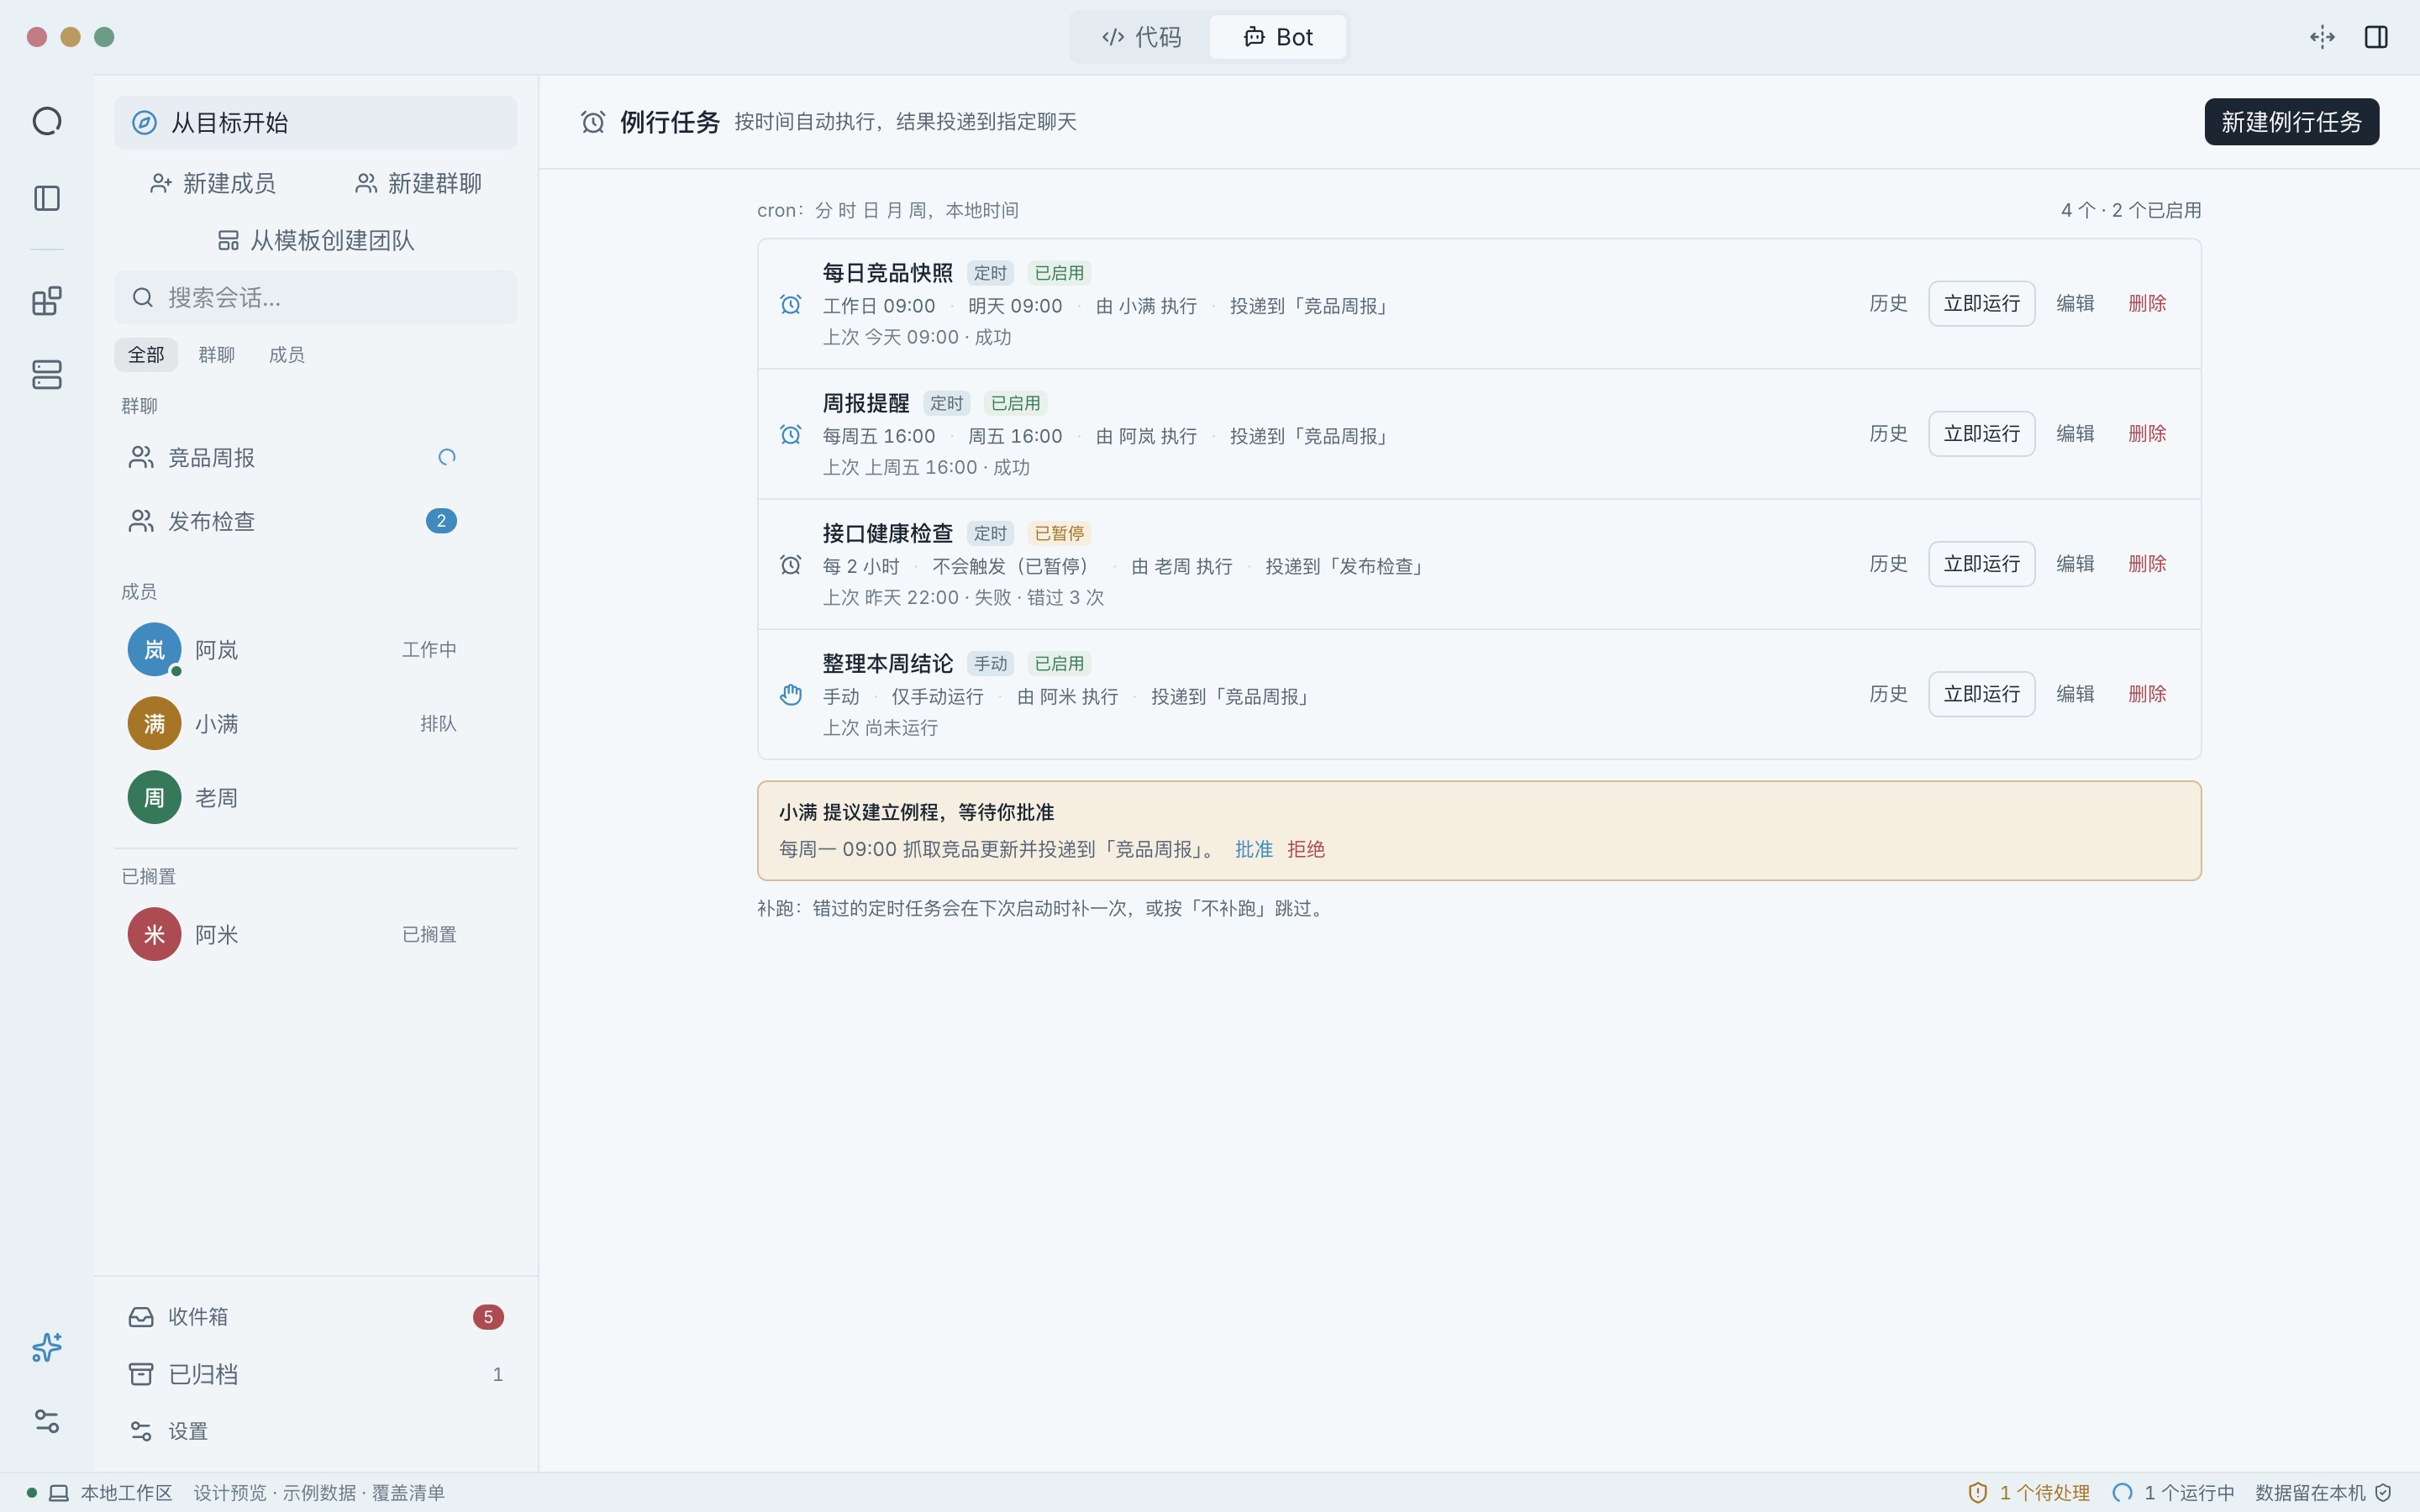 代码
Bot
从目标开始
新建成员
新建群聊
从模板创建团队
搜索会话...
全部 群聊 成员
群聊
竞品周报
发布检查 2
成员
岚 阿岚 工作中
满 小满 排队
周 老周
已搁置
米 阿米 已搁置
收件箱 5
已归档 1
设置
例行任务 按时间自动执行，结果投递到指定聊天
新建例行任务
cron：分 时 日 月 周，本地时间
4 个 · 2 个已启用
每日竞品快照 定时 已启用
工作日 09:00 · 明天 09:00 · 由 小满 执行 · 投递到「竞品周报」
上次 今天 09:00 · 成功
历史 立即运行 编辑 删除
周报提醒 定时 已启用
每周五 16:00 · 周五 16:00 · 由 阿岚 执行 · 投递到「竞品周报」
上次 上周五 16:00 · 成功
历史 立即运行 编辑 删除
接口健康检查 定时 已暂停
每 2 小时 · 不会触发（已暂停） · 由 老周 执行 · 投递到「发布检查」
上次 昨天 22:00 · 失败 · 错过 3 次
历史 立即运行 编辑 删除
整理本周结论 手动 已启用
手动 · 仅手动运行 · 由 阿米 执行 · 投递到「竞品周报」
上次 尚未运行
历史 立即运行 编辑 删除
小满 提议建立例程，等待你批准
每周一 09:00 抓取竞品更新并投递到「竞品周报」。 批准 拒绝
补跑：错过的定时任务会在下次启动时补一次，或按「不补跑」跳过。
本地工作区 设计预览 · 示例数据 · 覆盖清单
1 个待处理 1 个运行中 数据留在本机